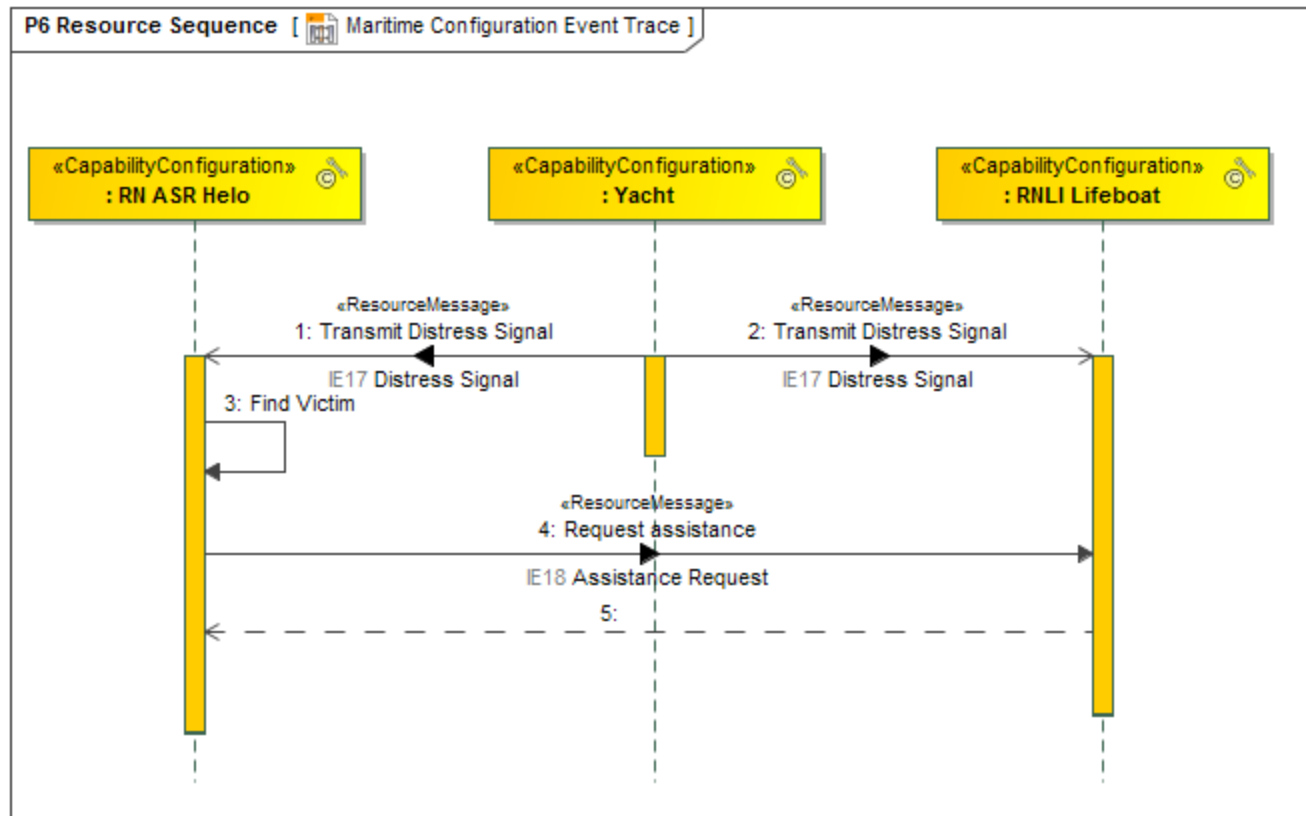 P6 Resource Sequence [ Maritime Configuration Event Trace ]
«CapabilityConfiguration»
: RN ASR Helo
«CapabilityConfiguration»
: Yacht
«CapabilityConfiguration»
: RNLI Lifeboat
«ResourceMessage»
1: Transmit Distress Signal
IE17 Distress Signal
«ResourceMessage»
2: Transmit Distress Signal
IE17 Distress Signal
3: Find Victim
«ResourceMessage»
4: Request assistance
IE18 Assistance Request
5: